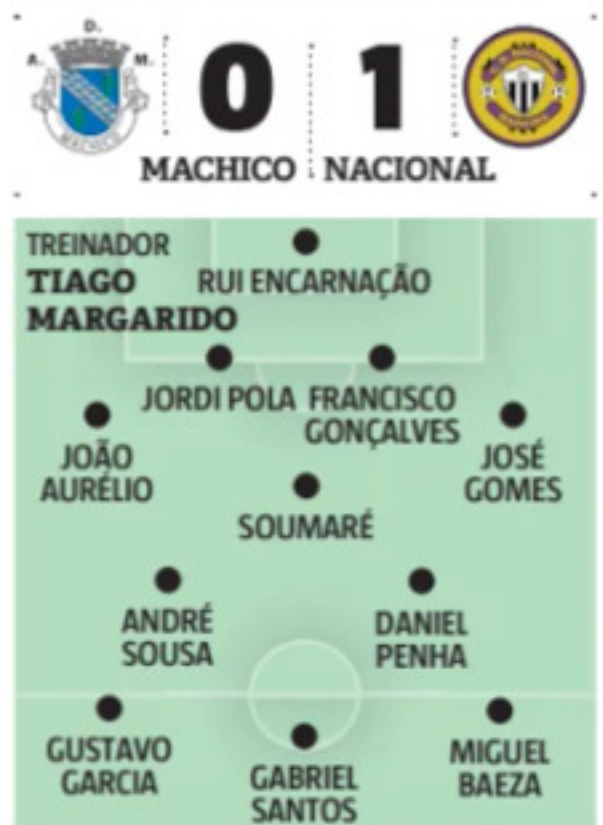 A. D. M.
MACHICO
0 1
MACHICO NACIONAL
TREINADOR
TIAGO
MARGARIDO
RUI ENCARNAÇÃO
JORDI POLA
FRANCISCO
GONÇALVES
JOÃO
AURÉLIO
JOSÉ
GOMES
SOUMARÉ
ANDRÉ
SOUSA
DANIEL
PENHA
GUSTAVO
GARCIA
GABRIEL
SANTOS
MIGUEL
BAEZA